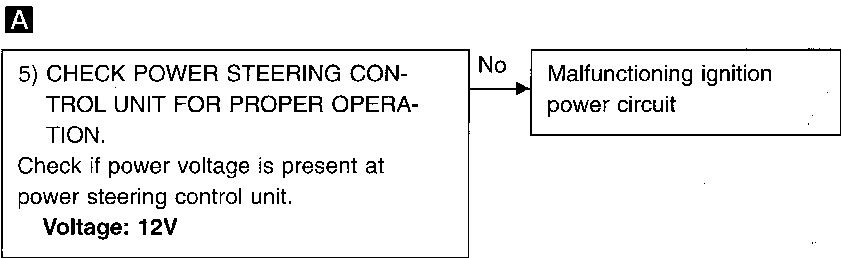 A
5) CHECK POWER STEERING CON-
TROL UNIT FOR PROPER OPERA-
TION.
Check if power voltage is present at
power steering control unit.
Voltage: 12V
No
Malfunctioning ignition
power circuit